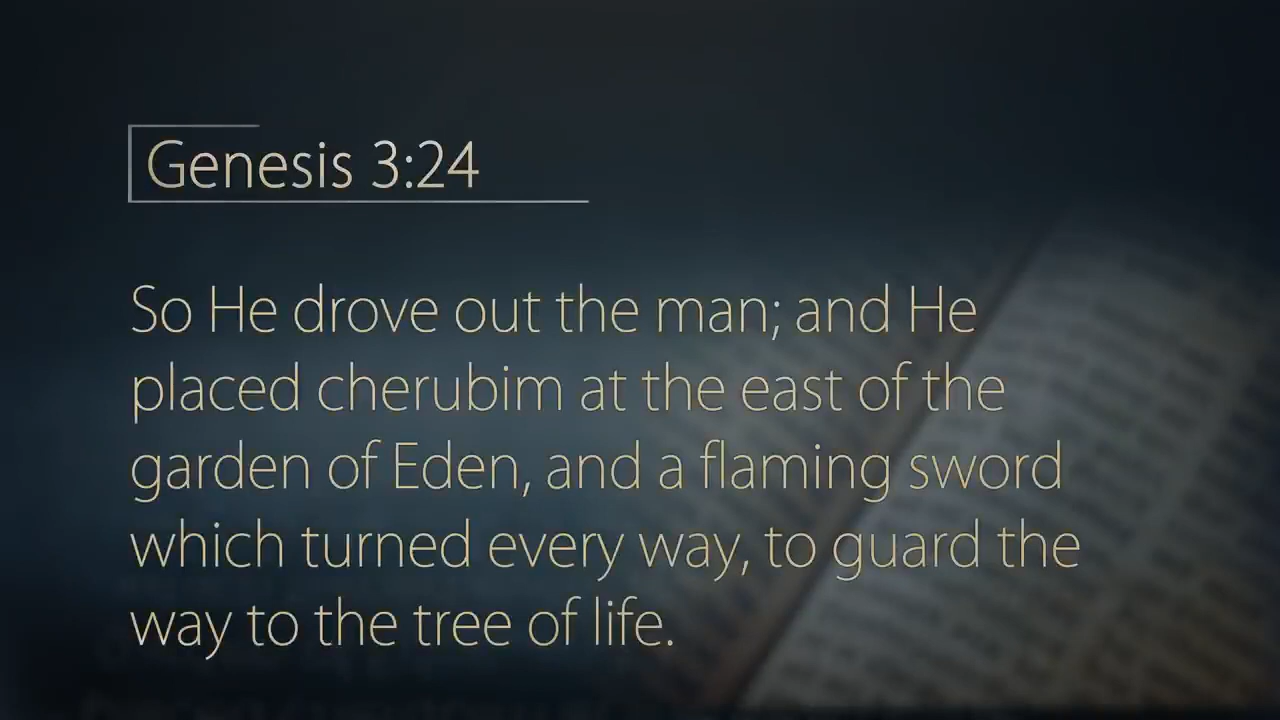 Genesis 3:24
So He drove out the man; and He
placed cherubim at the east of the
garden of Eden, and a flaming sword
which turned every way, to guard the
way to the tree of life.